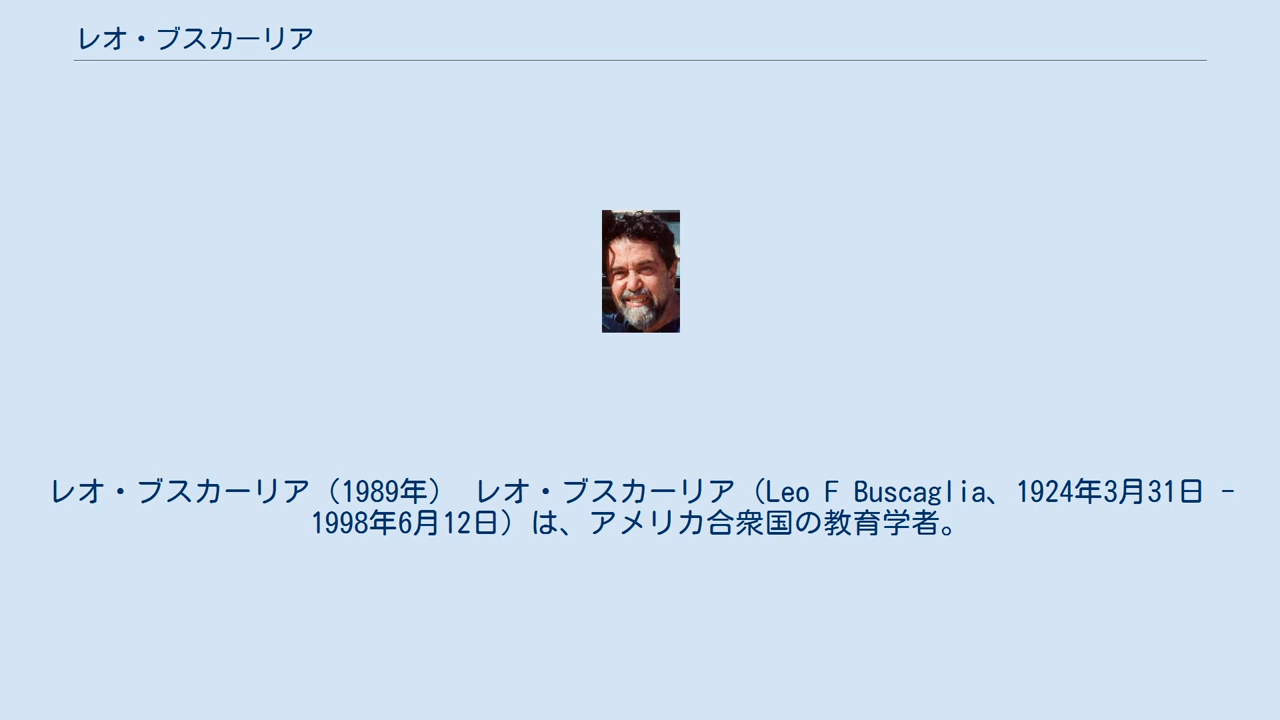 レオ・ブスカーリア
レオ・ブスカーリア（1989年） レオ・ブスカーリア（Leo F Buscaglia、1924年3月31日 -
1998年6月12日）は、アメリカ合衆国の教育学者。